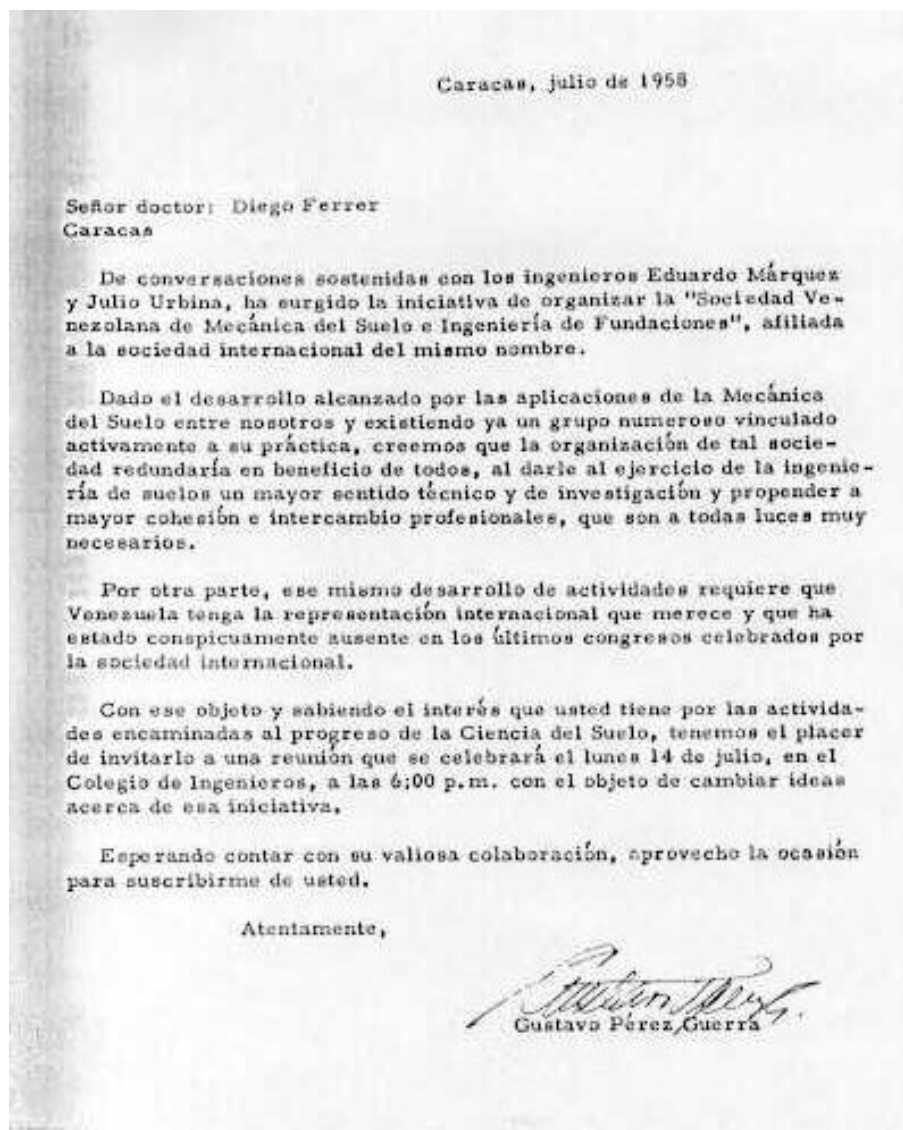 Caracas, julio de 1958
Señor doctor: Diego Ferrer
Caracas
De conversaciones sostenidas con los ingenieros Eduardo Márquez
y Julio Urbina, ha surgido la iniciativa de organizar la "Sociedad Ve-
nezolana de Mecánica del Suelo e Ingeniería de Fundaciones", afiliada
a la sociedad internacional del mismo nombre.
Dado el desarrollo alcanzado por las aplicaciones de la Mecánica
del Suelo entre nosotros y existiendo ya un grupo numeroso vinculado
activamente a su práctica, creemos que la organización de tal socie-
dad redundaría en beneficio de todos, al darle al ejercicio de la ingenie-
ría de suelos un mayor sentido técnico y de investigación y propender a
mayor cohesión e intercambio profesionales, que son a todas luces muy
necesarios.
Por otra parte, ese mismo desarrollo de actividades requiere que
Venezuela tenga la representación internacional que merece y que ha
estado conspicuamente ausente en los últimos congresos celebrados por
la sociedad internacional.
Con ese objeto y sabiendo el interés que usted tiene por las activida-
des encaminadas al progreso de la Ciencia del Suelo, tenemos el placer
de invitarlo a una reunión que se celebrará el lunes 14 de julio, en el
Colegio de Ingenieros, a las 6:00 p.m. con el objeto de cambiar ideas
acerca de esa iniciativa.
Esperando contar con su valiosa colaboración, aprovecho la ocasión
para suscribirme de usted.
Atentamente,
Gustavo Pérez Guerra